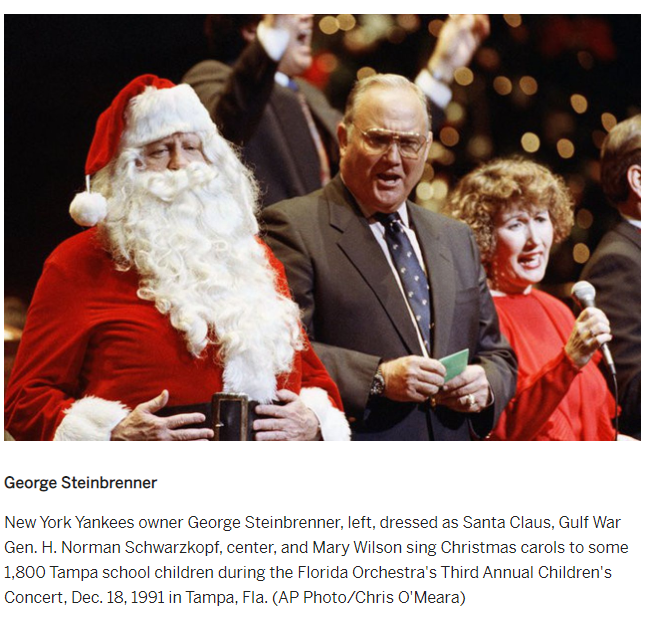 George Steinbrenner
New York Yankees owner George Steinbrenner, left, dressed as Santa Claus, Gulf War
Gen. H. Norman Schwarzkopf, center, and Mary Wilson sing Christmas carols to some
1,800 Tampa school children during the Florida Orchestra's Third Annual Children's
Concert, Dec. 18, 1991 in Tampa, Fla. (AP Photo/Chris O'Meara)